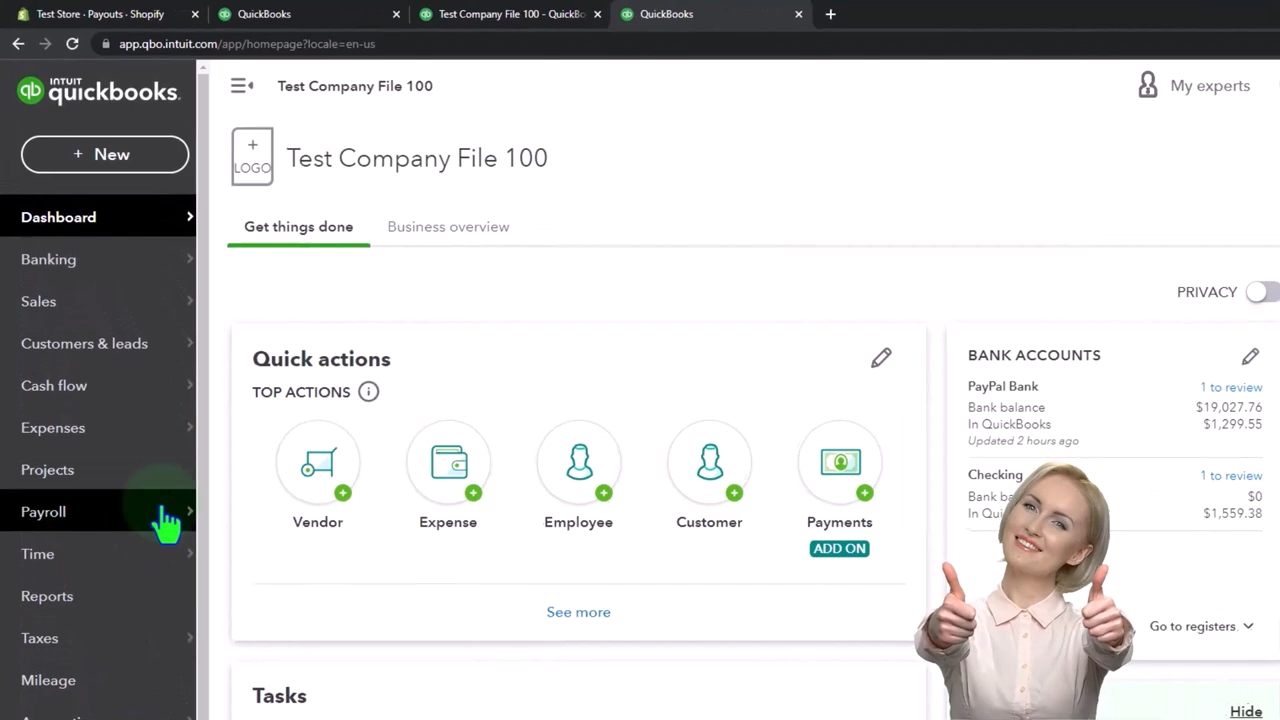 Test Store · Payouts · Shopify
QuickBooks
Test Company File 100 - QuickBo
QuickBooks
app.qbo.intuit.com/app/homepage?locale=en-us
INTUIT
quickbooks.
+ New
Dashboard
Banking
Sales
Customers & leads
Cash flow
Expenses
Projects
Payroll
Time
Reports
Taxes
Mileage
Test Company File 100
My experts
+
LOGO
Test Company File 100
Get things done
Business overview
PRIVACY
Quick actions
TOP ACTIONS
Vendor
Expense
Employee
Customer
Payments
ADD ON
See more
BANK ACCOUNTS
PayPal Bank
1 to review
Bank balance
$19,027.76
In QuickBooks
$1,299.55
Updated 2 hours ago
Checking
1 to review
Bank
$0
In
$1,559.38
Go to registers
Tasks
Hide